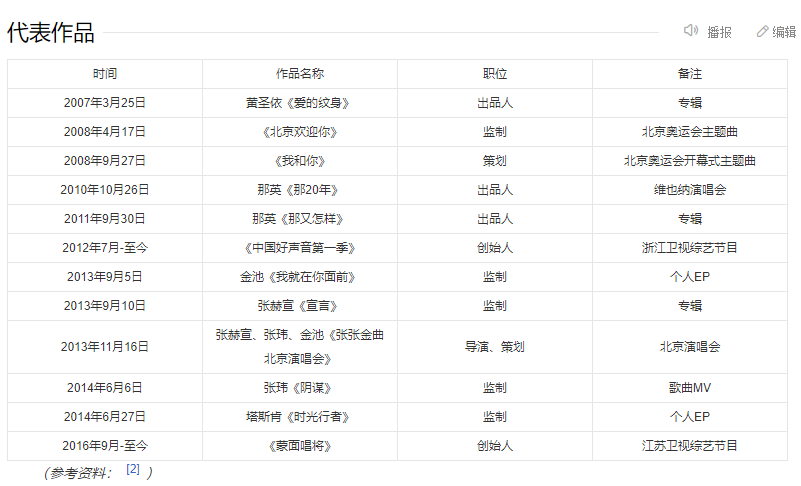 代表作品
播报 编辑
时间 作品名称 职位 备注
2007年3月25日 黄圣依《爱的纹身》 出品人 专辑
2008年4月17日 《北京欢迎你》 监制 北京奥运会主题曲
2008年9月27日 《我和你》 策划 北京奥运会开幕式主题曲
2010年10月26日 那英《那20年》 出品人 维也纳演唱会
2011年9月30日 那英《那又怎样》 出品人 专辑
2012年7月-至今 《中国好声音第一季》 创始人 浙江卫视综艺节目
2013年9月5日 金池《我就在你面前》 监制 个人EP
2013年9月10日 张赫宣《宣言》 监制 专辑
2013年11月16日 张赫宣、张玮、金池《张张金曲
北京演唱会》 导演、策划 北京演唱会
2014年6月6日 张玮《阴谋》 监制 歌曲MV
2014年6月27日 塔斯肯《时光行者》 监制 个人EP
2016年9月-至今 《蒙面唱将》 创始人 江苏卫视综艺节目
（参考资料： [2] ）